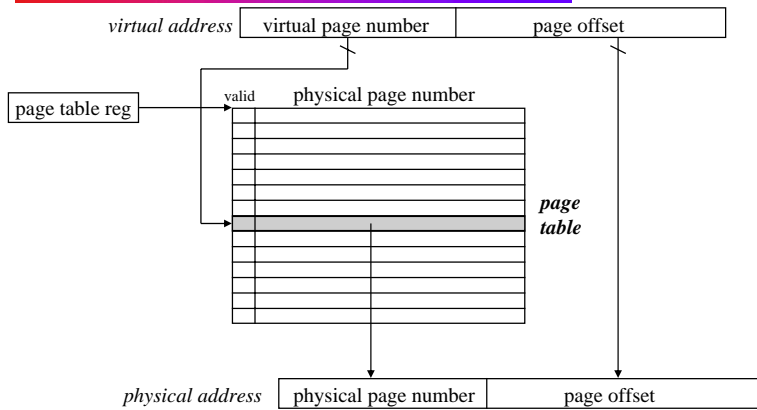 virtual address virtual page number page offset
valid physical page number
page table reg
page
table
physical address physical page number page offset